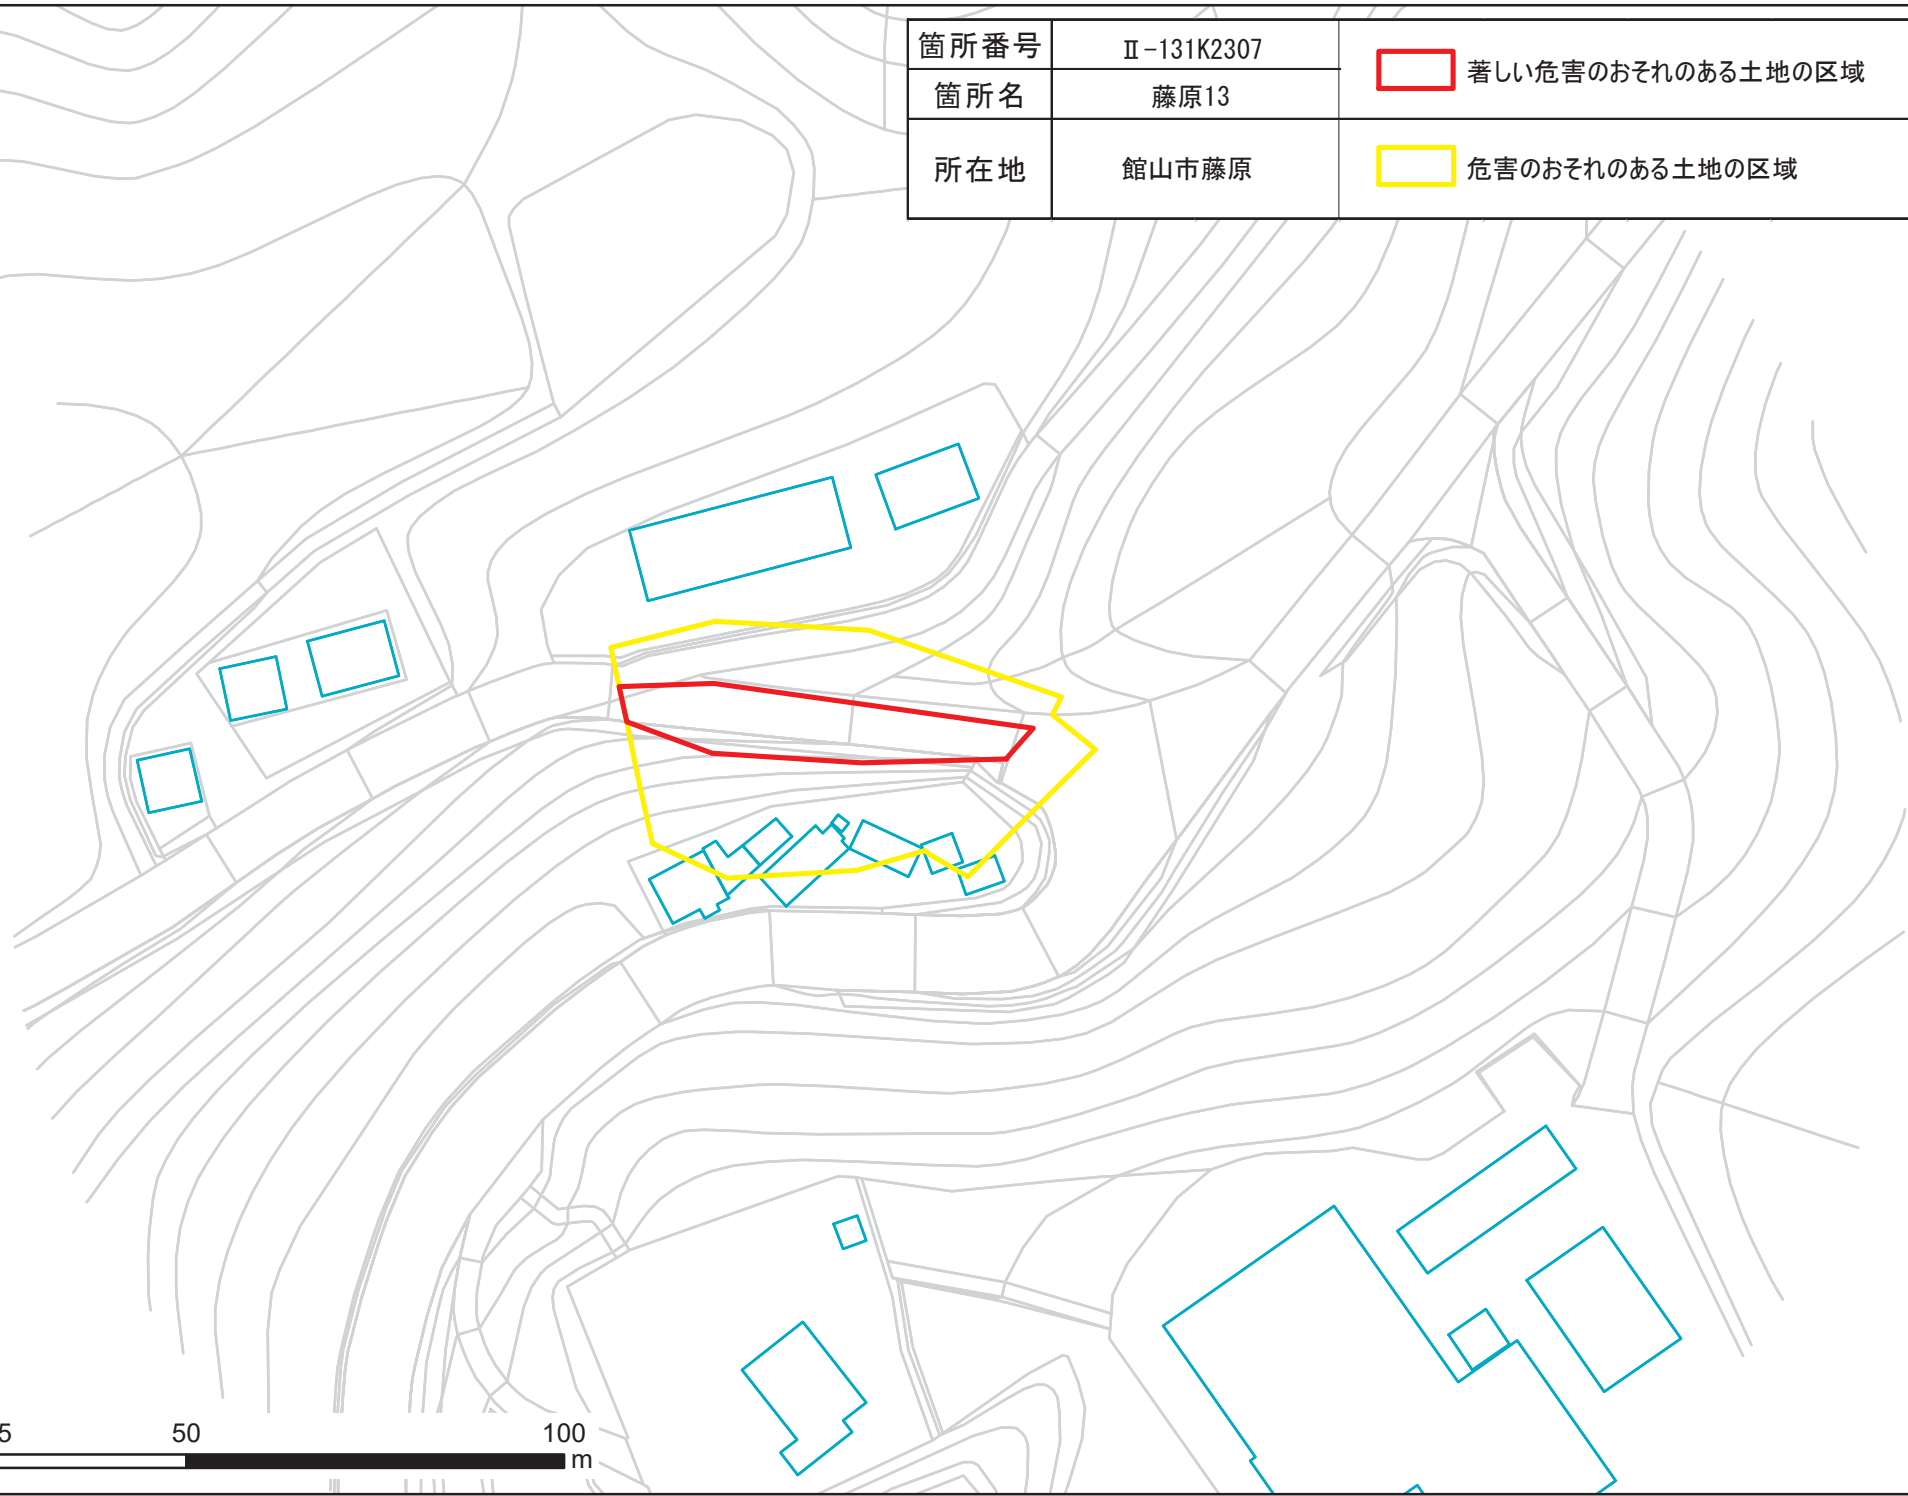 箇所番号 Ⅱ-131K2307
著しい危害のおそれのある土地の区域
箇所名 藤原13
所在地 館山市藤原
危害のおそれのある土地の区域
5 50 100
m